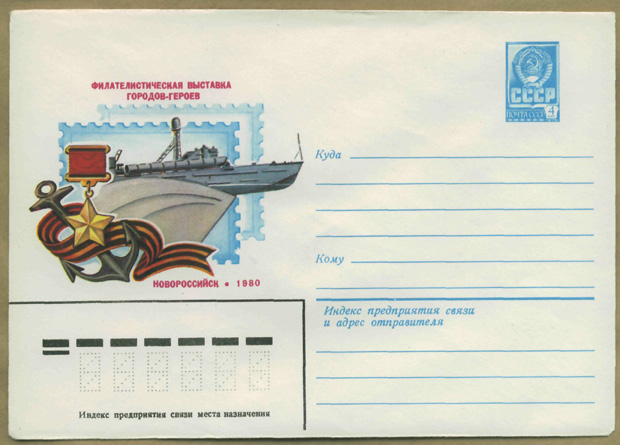 ФИЛАТЕЛИСТИЧЕСКАЯ ВЫСТАВКА
ГОРОДОВ-ГЕРОЕВ
НОВОРОССИЙСК • 1980
СССР
ПОЧТА СССР 4
Куда
Кому
Индекс предприятия связи
и адрес отправителя
Индекс предприятия связи места назначения